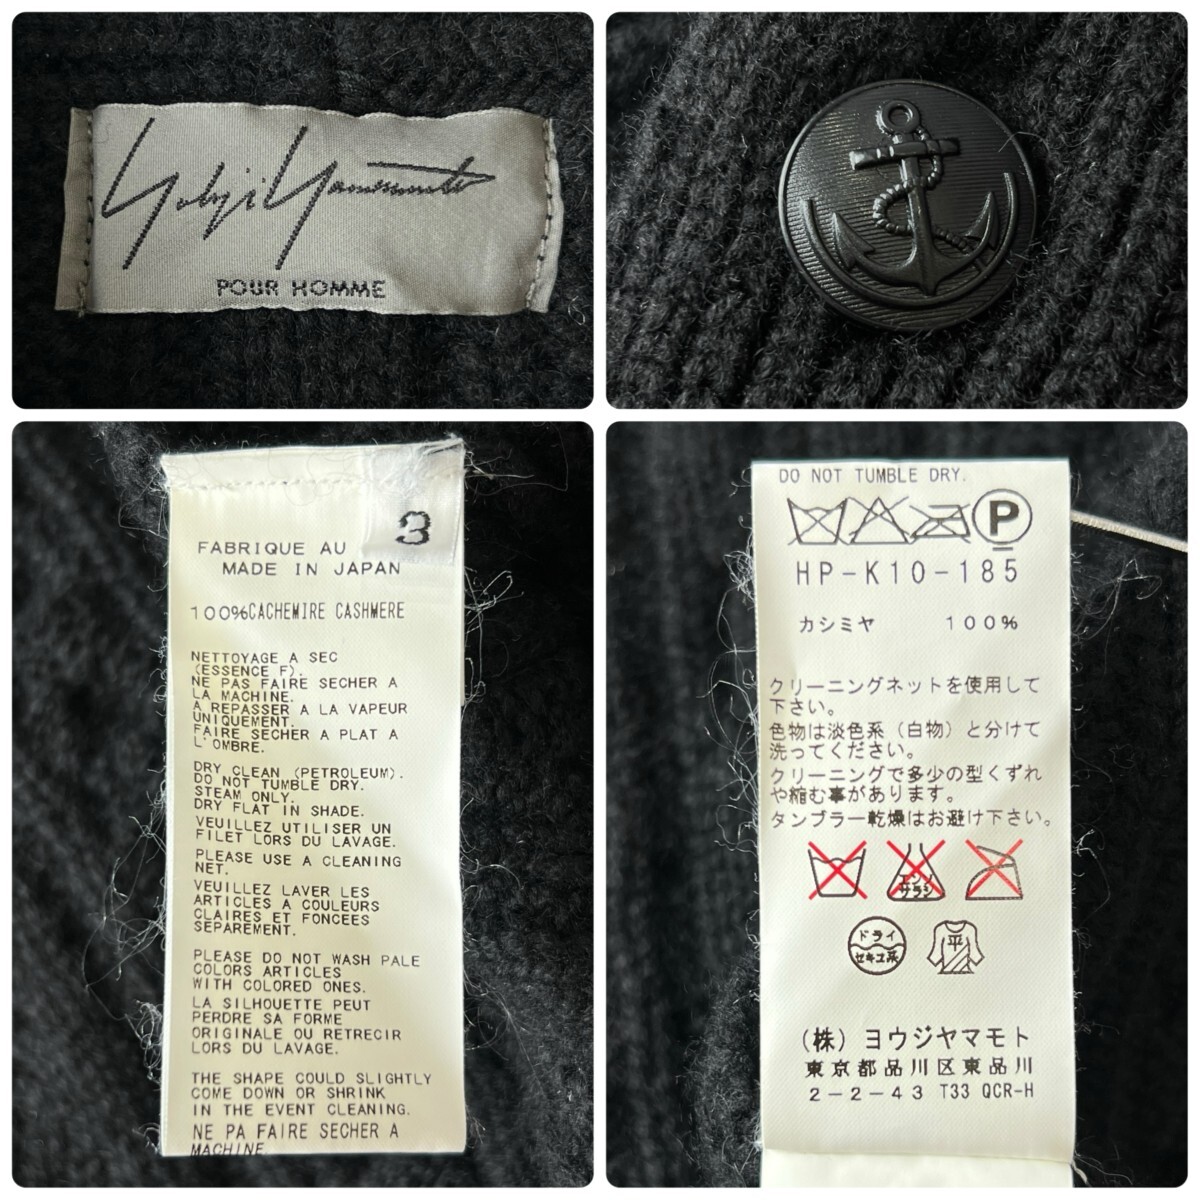 Yohji Yamamoto
POUR HOMME
3
FABRIQUE AU
MADE IN JAPAN
100%CACHEMIRE CASHMERE
NETTOYAGE A SEC
(ESSENCE F).
NE PAS FAIRE SECHER A
LA MACHINE.
A REPASSER A LA VAPEUR
UNIQUEMENT.
FAIRE SECHER A PLAT A
L'OMBRE.
DRY CLEAN (PETROLEUM).
DO NOT TUMBLE DRY.
STEAM ONLY.
DRY FLAT IN SHADE.
VEUILLEZ UTILISER UN
FILET LORS DU LAVAGE.
PLEASE USE A CLEANING
NET.
VEUILLEZ LAVER LES
ARTICLES A COULEURS
CLAIRES ET FONCEES
SEPAREMENT.
PLEASE DO NOT WASH PALE
COLORS ARTICLES
WITH COLORED ONES.
LA SILHOUETTE PEUT
PERDRE SA FORME
ORIGINALE OU RETRECIR
LORS DU LAVAGE.
THE SHAPE COULD SLIGHTLY
COME DOWN OR SHRINK
IN THE EVENT CLEANING.
NE PA FAIRE SECHER A
MACHINE.
DO NOT TUMBLE DRY.
P
HP-K10-185
カシミヤ 100%
クリーニングネットを使用して
下さい。
色物は淡色系（白物）と分けて
洗ってください。
クリーニングで多少の型くずれ
や縮む事があります。
タンブラー乾燥はお避け下さい。
エンソ
サラシ
ドライ
セキユ系
平
(株) ヨウジヤマモト
東京都品川区東品川
2-2-43 T33 QCR-H